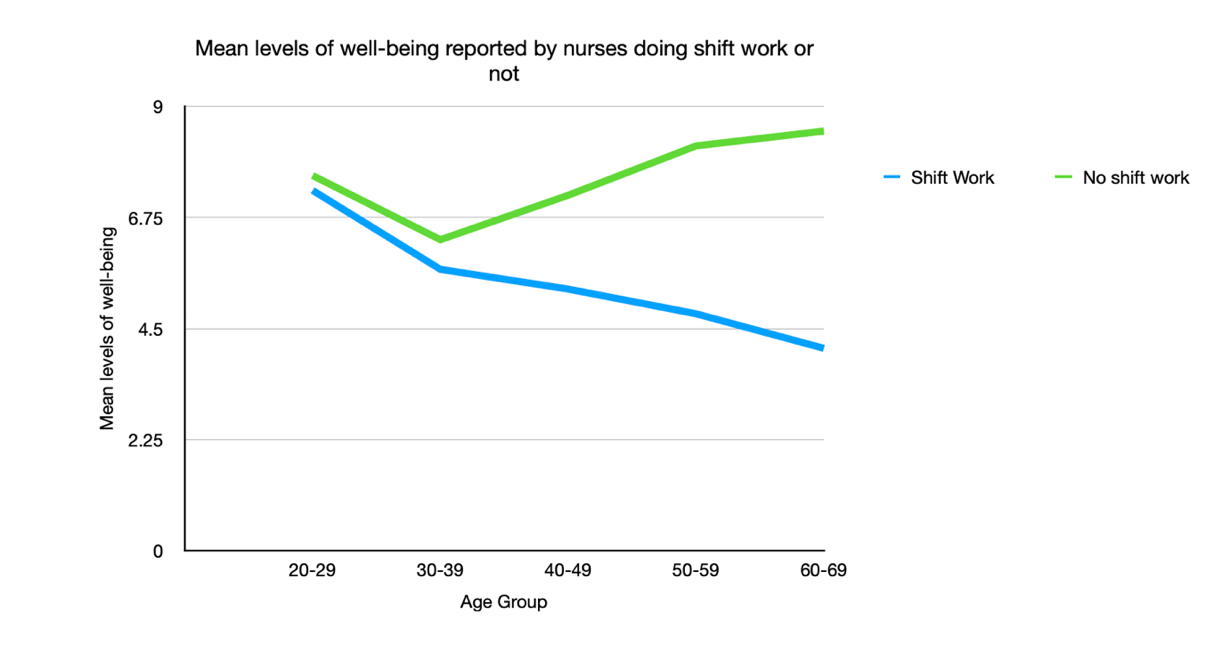 Mean levels of well-being reported by nurses doing shift work or
not
9
6.75
4.5
2.25
0
Mean levels of well-being
20-29 30-39 40-49 50-59 60-69
Age Group
Shift Work No shift work